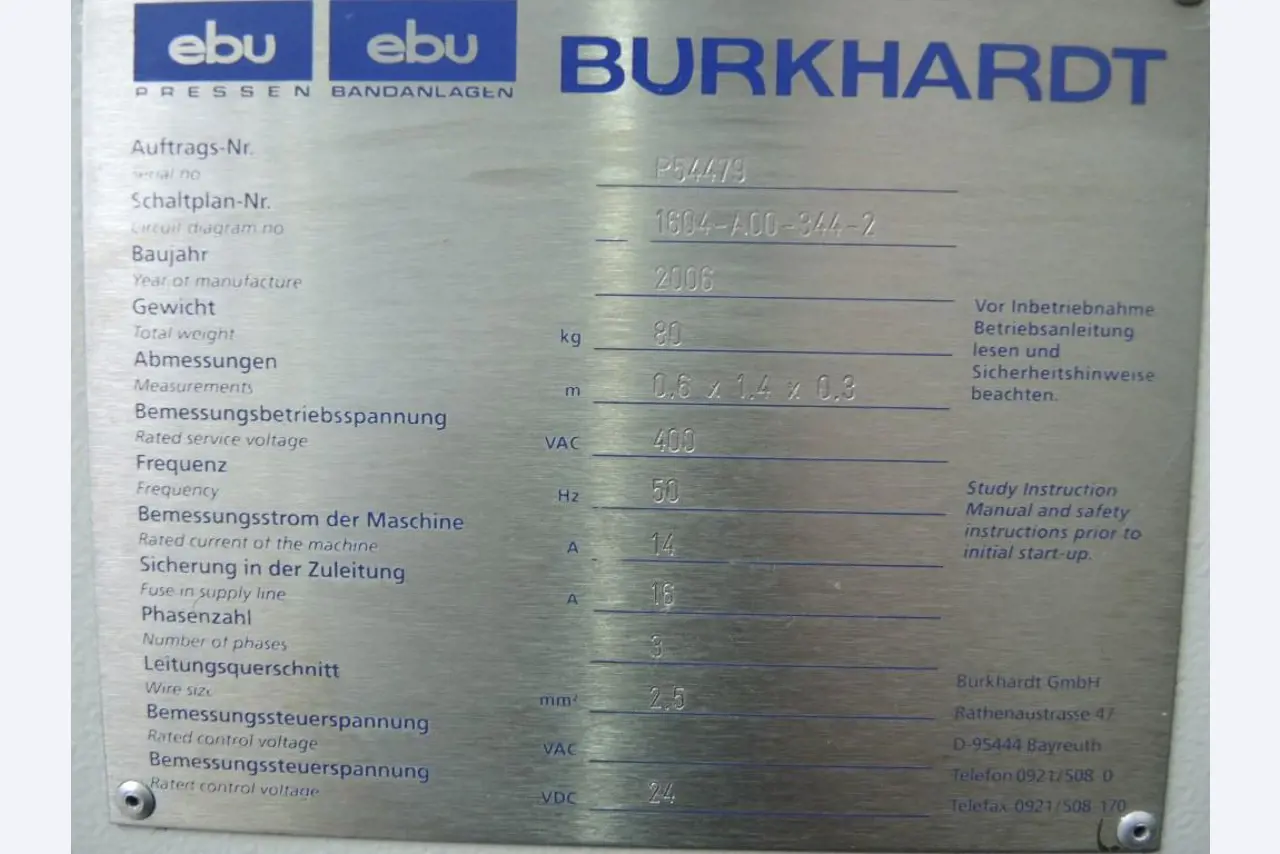 ebu ebu BURKHARDT
PRESSEN BANDANLAGEN
Auftrags-Nr.
serial no P54479
Schaltplan-Nr.
Circuit diagram no 1604-A00-344-2
Baujahr
Year of manufacture 2006
Gewicht
Total weight kg 80
Abmessungen
Measurements m 0.6 x 1.4 x 0.3
Bemessungsbetriebsspannung
Rated service voltage VAC 400
Frequenz
Frequency Hz 50
Bemessungsstrom der Maschine
Rated current of the machine A 14
Sicherung in der Zuleitung
Fuse in supply line A 16
Phasenzahl
Number of phases 3
Leitungsquerschnitt
Wire size mm² 2,5
Bemessungssteuerspannung
Rated control voltage VAC
Bemessungssteuerspannung
Rated control voltage VDC 24
Vor Inbetriebnahme
Betriebsanleitung
lesen und
Sicherheitshinweise
beachten.
Study Instruction
Manual and safety
instructions prior to
initial start-up.
Burkhardt GmbH
Rathenaustrasse 47
D-95444 Bayreuth
Telefon 0921/508 0
Telefax 0921/508 170